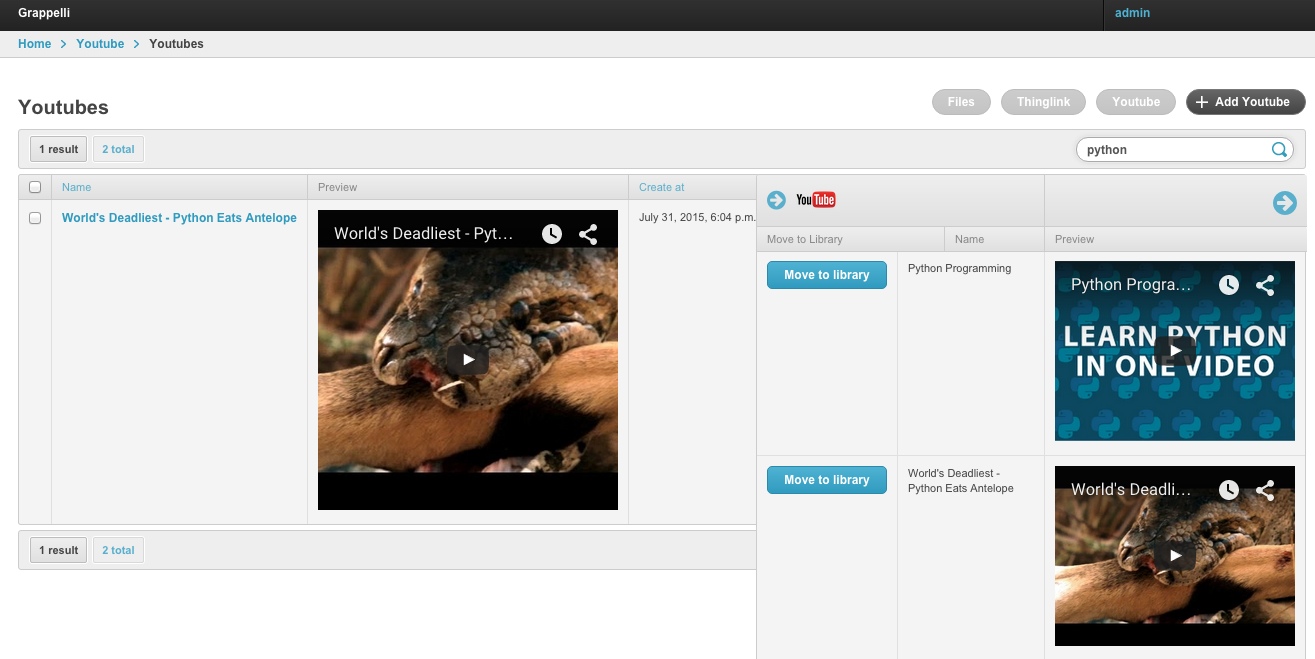 Grappelli
admin
Home > Youtube > Youtubes
Youtubes
Files
Thinglink
Youtube
+ Add Youtube
1 result
2 total
python
Name
Preview
Create at
World's Deadliest - Python Eats Antelope
World's Deadliest - Pyt...
July 31, 2015, 6:04 p.m.
1 result
2 total
YouTube
Move to Library
Name
Preview
Move to library
Python Programming
Python Progra...
LEARN PYTHON
IN ONE VIDEO
Move to library
World's Deadliest -
Python Eats Antelope
World's Deadli...